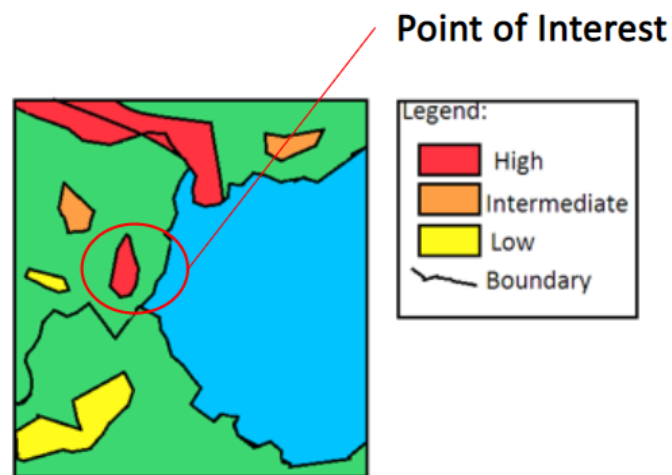 Point of Interest
Legend:
High
Intermediate
Low
Boundary